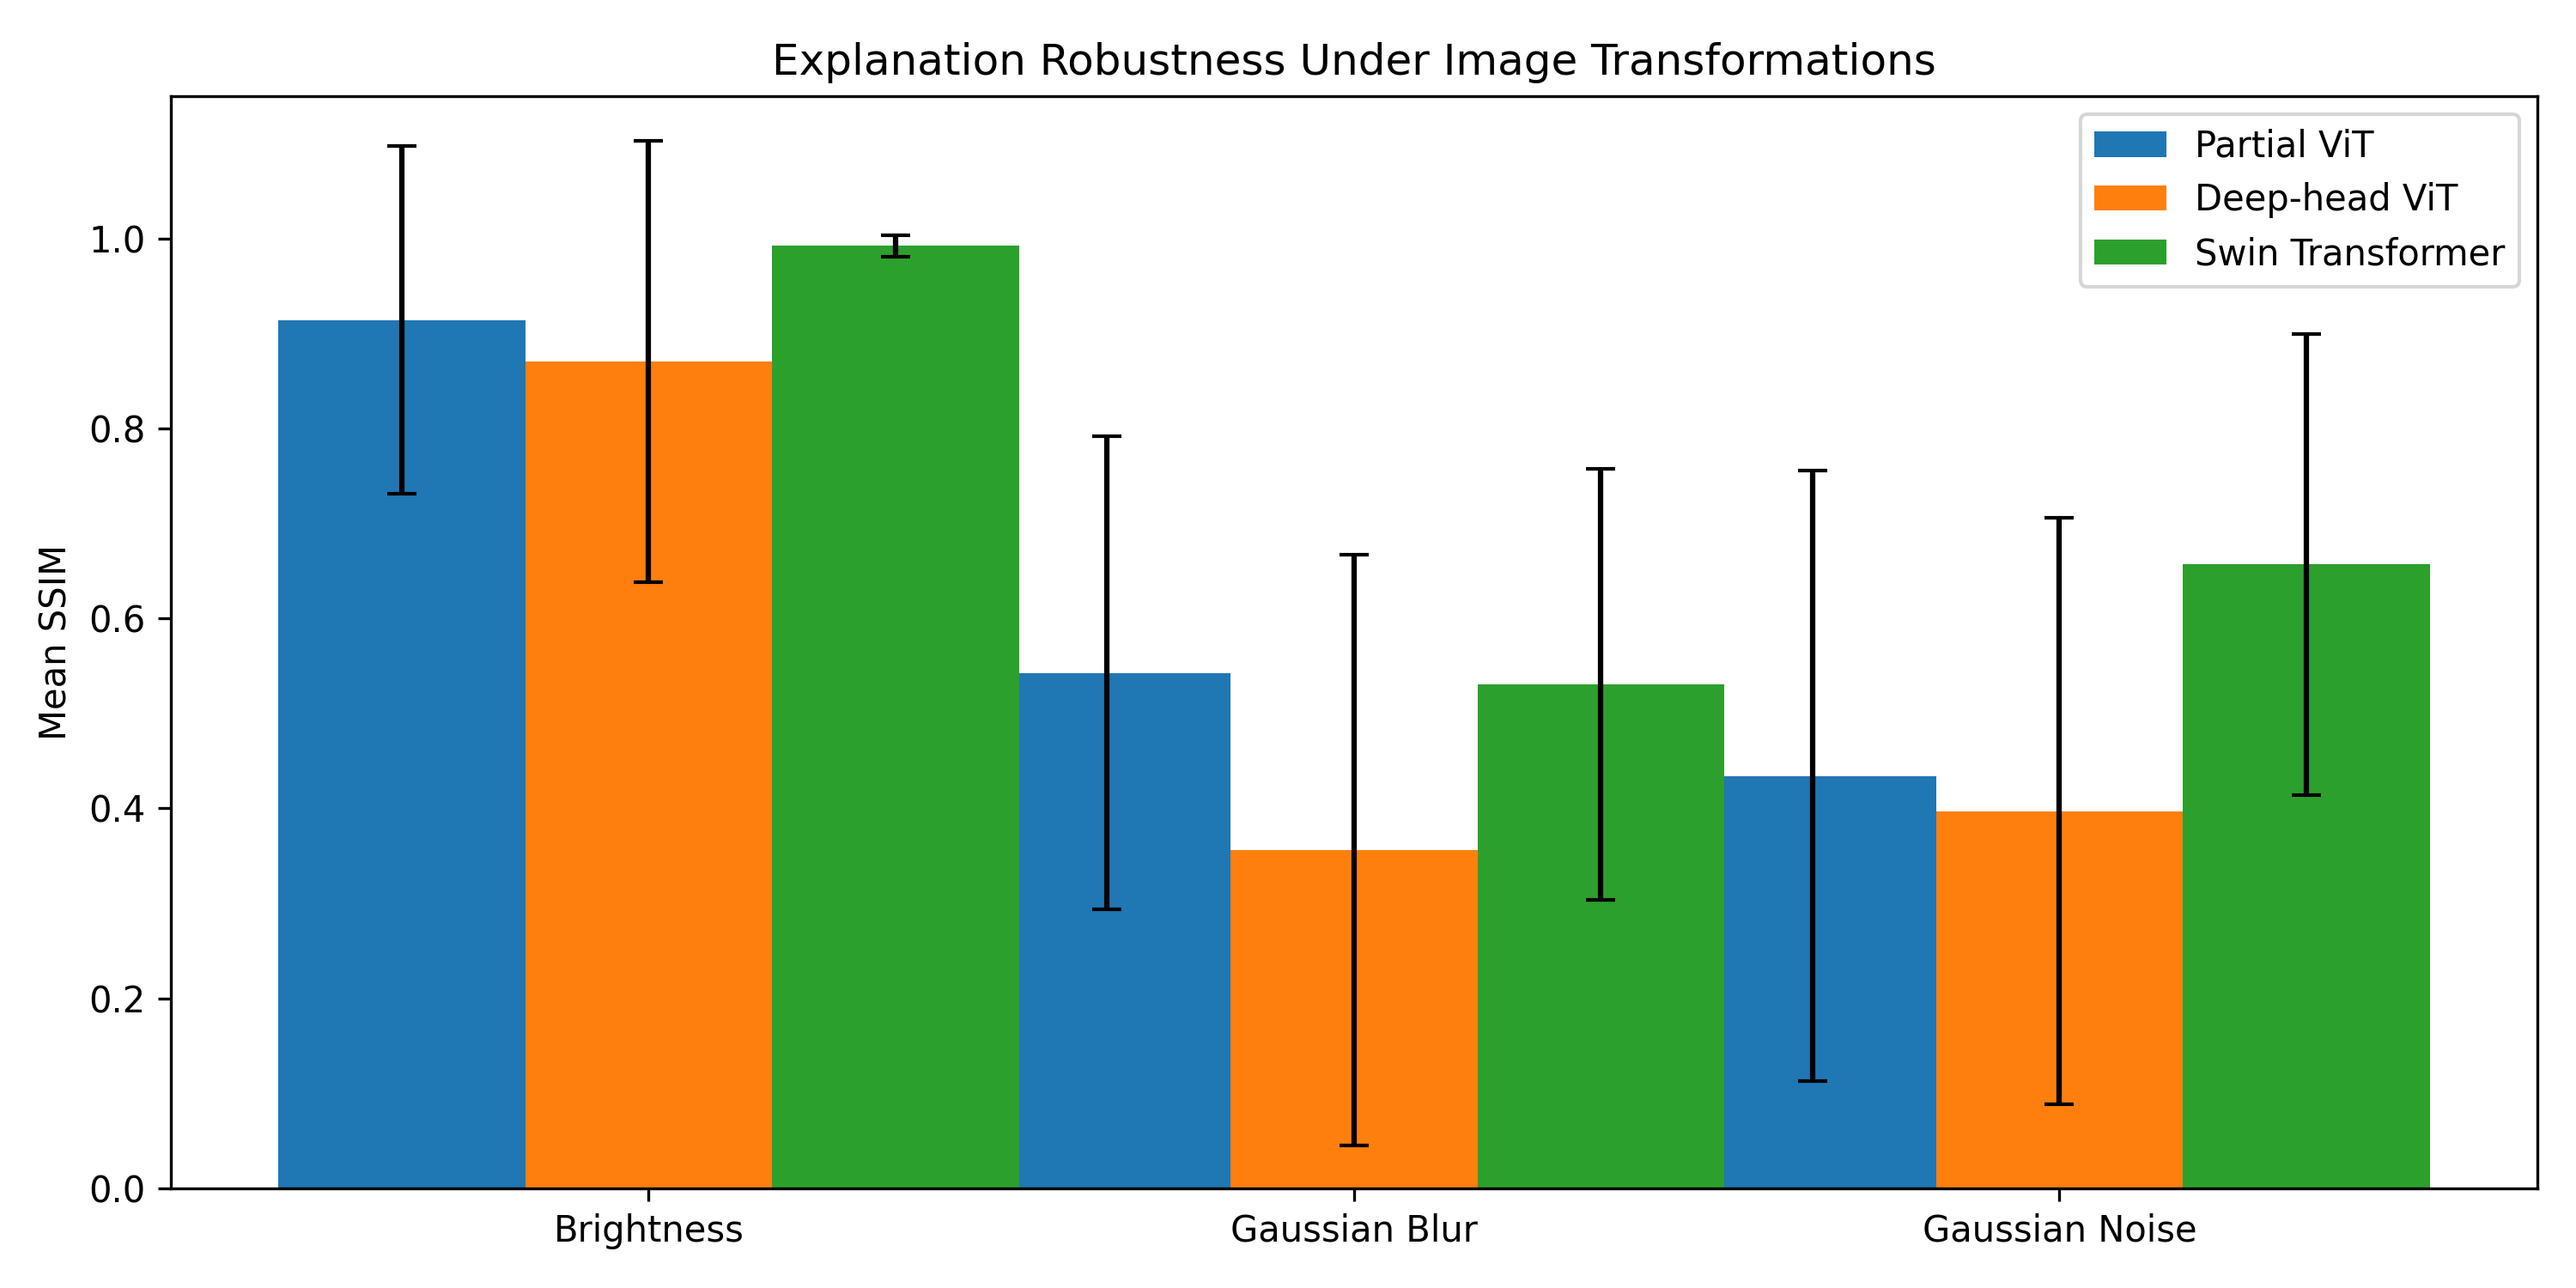 Explanation Robustness Under Image Transformations
Partial ViT
Deep-head ViT
Swin Transformer
Mean SSIM
1.0
0.8
0.6
0.4
0.2
0.0
Brightness
Gaussian Blur
Gaussian Noise